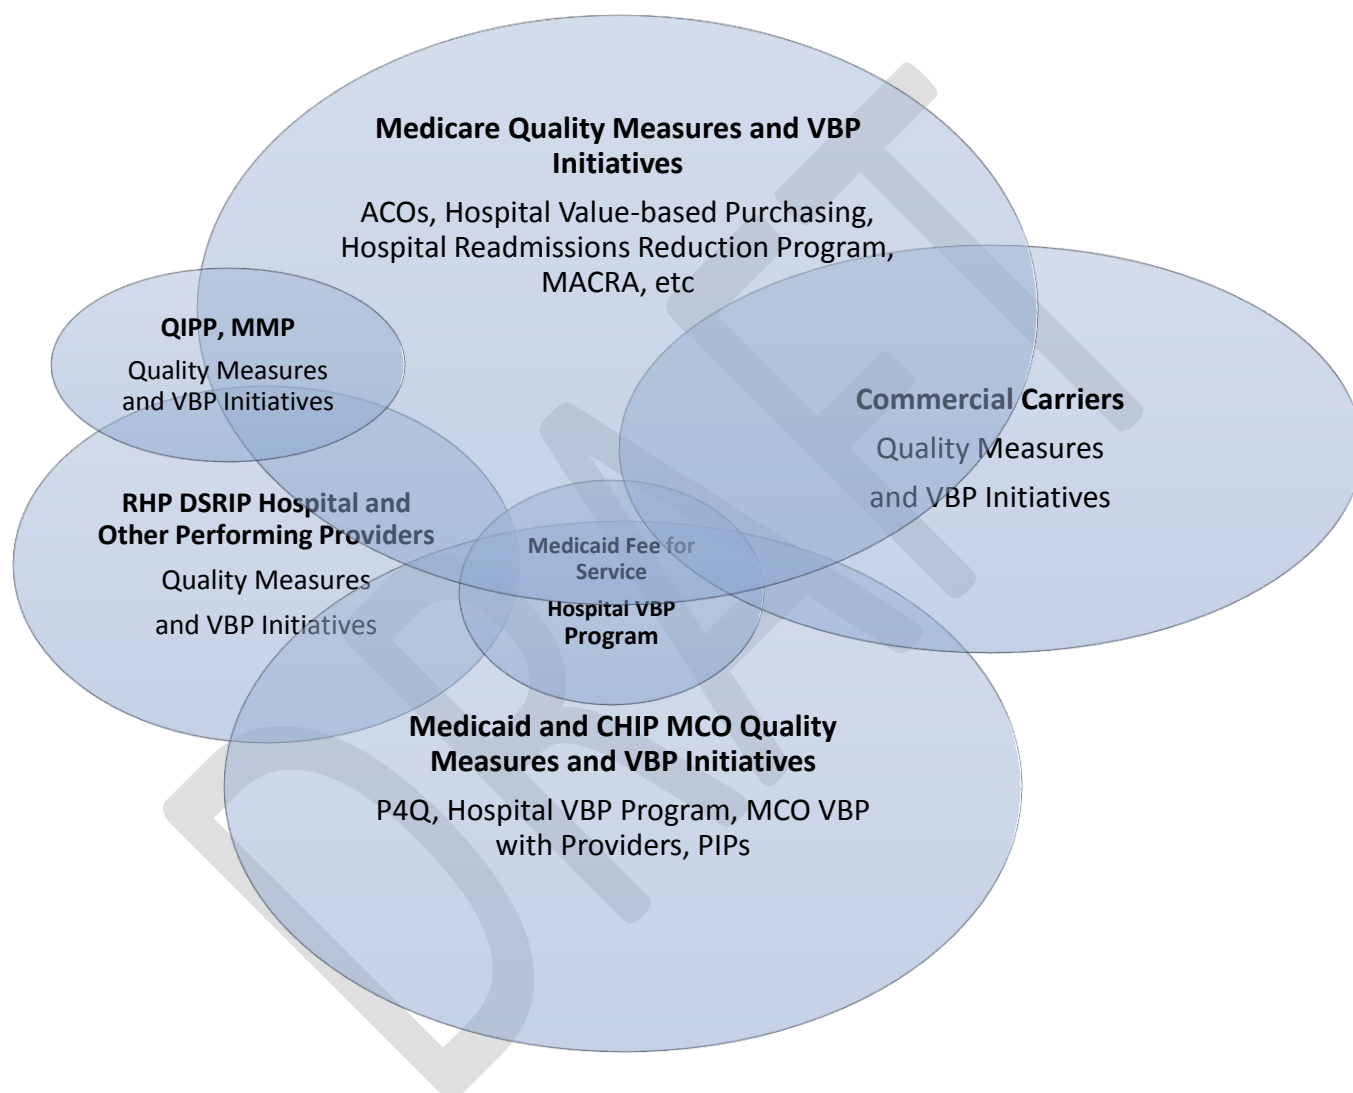 Medicare Quality Measures and VBP
Initiatives
ACOs, Hospital Value-based Purchasing,
Hospital Readmissions Reduction Program,
MACRA, etc
QIPP, MMP
Quality Measures
and VBP Initiatives
Commercial Carriers
Quality Measures
and VBP Initiatives
RHP DSRIP Hospital and
Other Performing Providers
Quality Measures
and VBP Initiatives
Medicaid Fee for
Service
Hospital VBP
Program
Medicaid and CHIP MCO Quality
Measures and VBP Initiatives
P4Q, Hospital VBP Program, MCO VBP
with Providers, PIPs
DRAFT